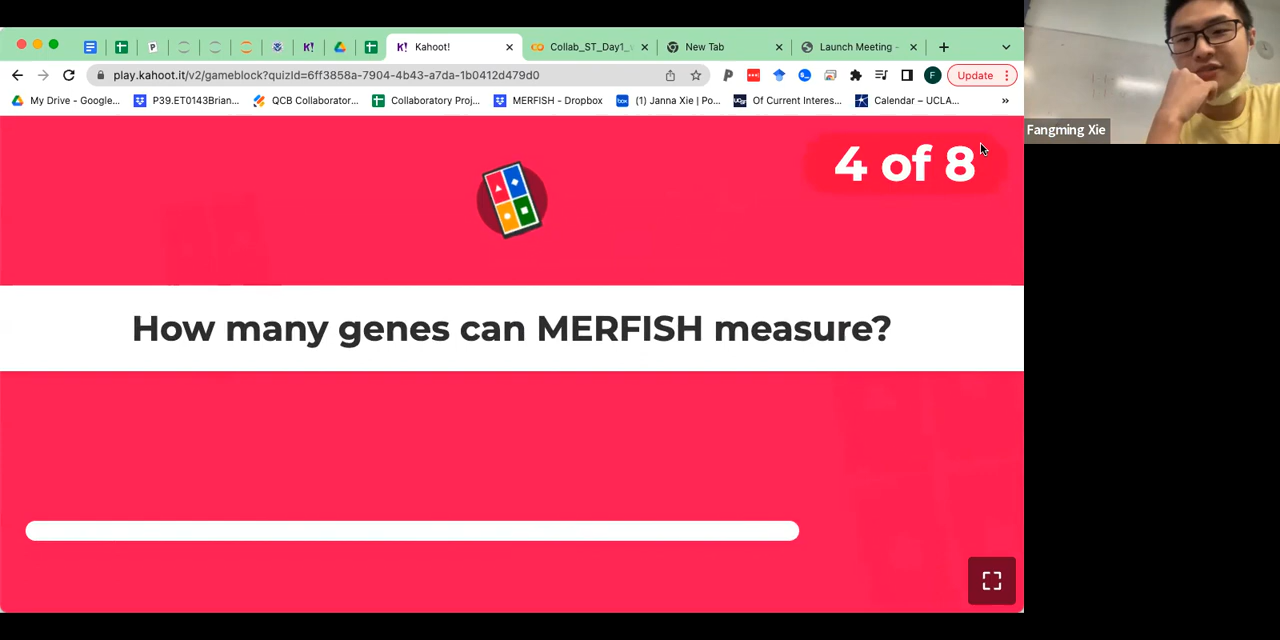 Kahoot!
Collab_ST_Day1_
New Tab
Launch Meeting -
play.kahoot.it/v2/gameblock?quizId=6ff3858a-7904-4b43-a7da-1b0412d479d0
Update
My Drive - Google...
P39.ET0143Brian...
QCB Collaborator...
Collaboratory Proj...
MERFISH - Dropbox
(1) Janna Xie | Po...
Of Current Interes...
Calendar – UCLA...
Fangming Xie
4 of 8
How many genes can MERFISH measure?